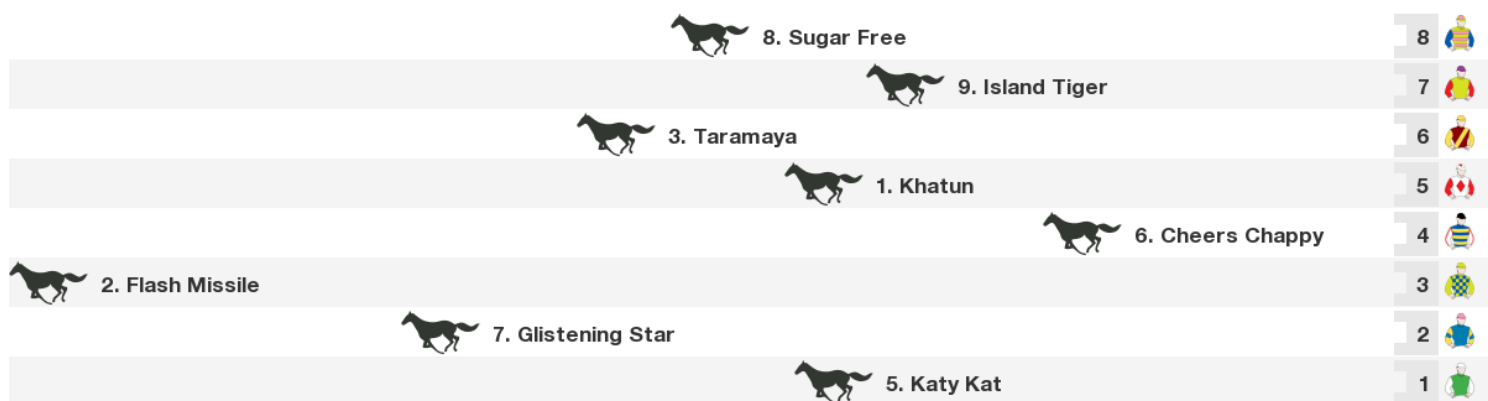 8. Sugar Free 8
9. Island Tiger 7
3. Taramaya 6
1. Khatun 5
6. Cheers Chappy 4
2. Flash Missile 3
7. Glistening Star 2
5. Katy Kat 1